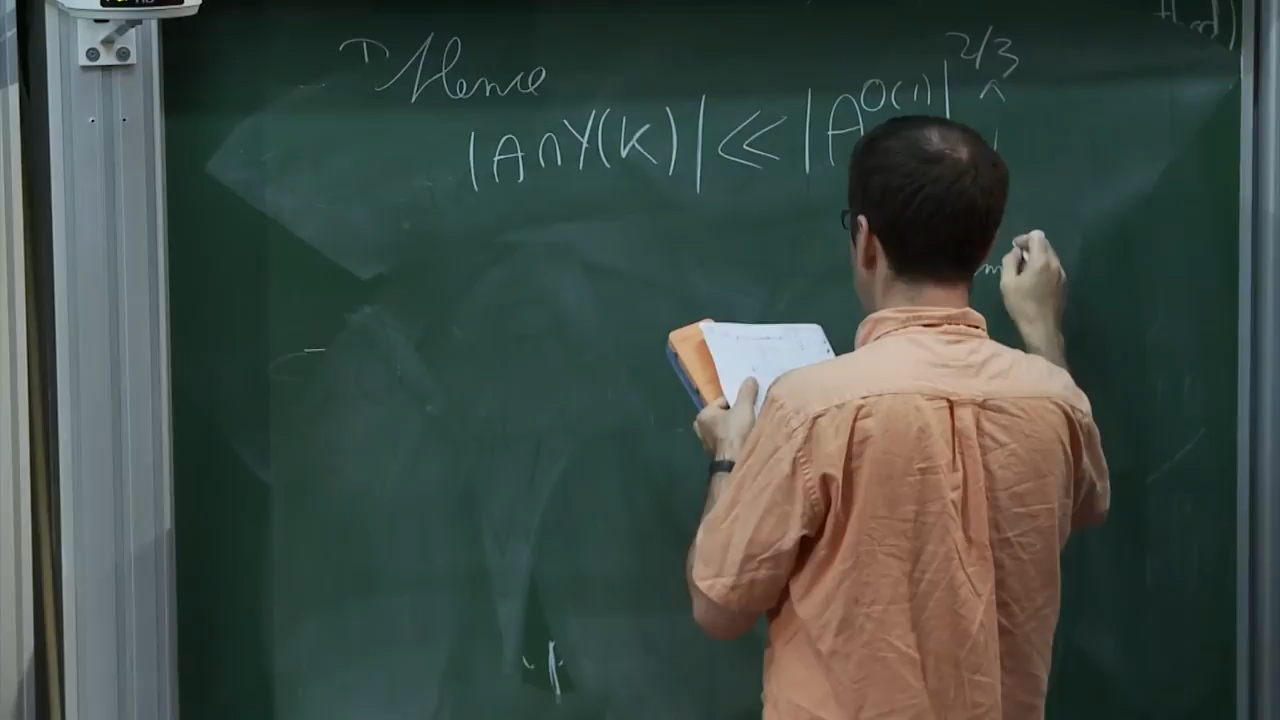 Hence
|A∩Y(K)| ≪ |A^{O(1)}|^{2/3}